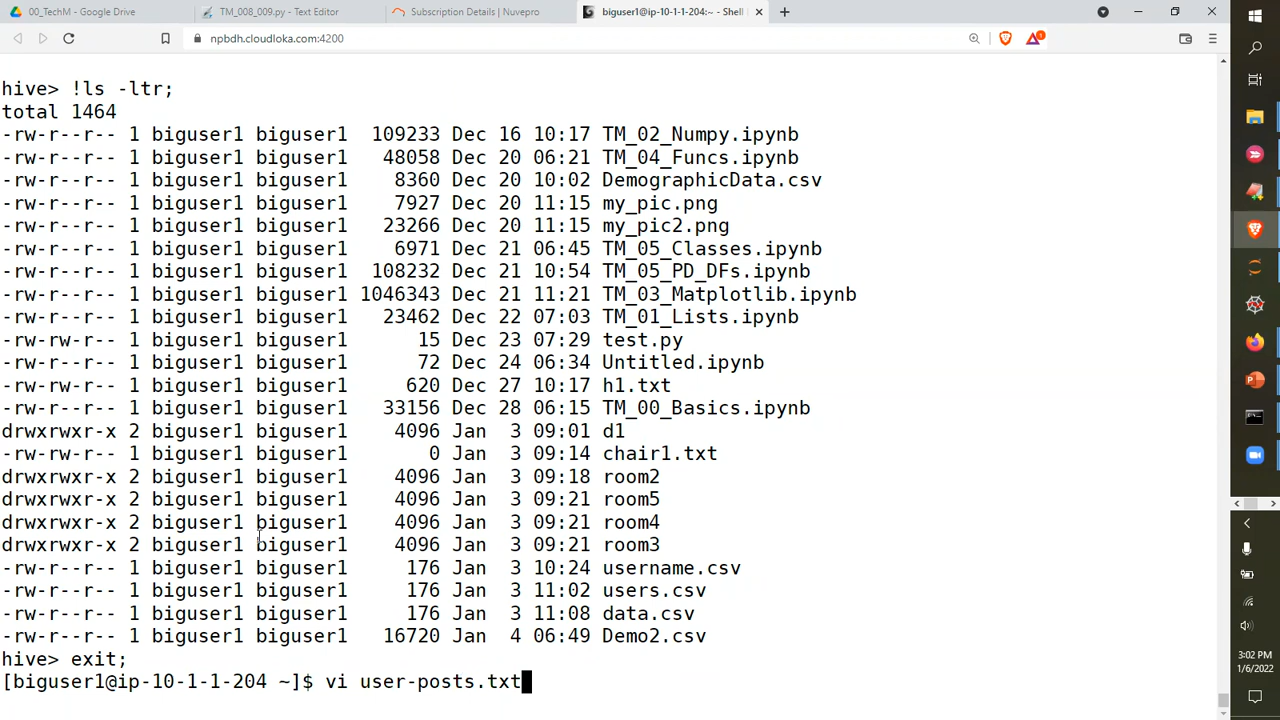 00_TechM - Google Drive
TM_008_009.py - Text Editor
Subscription Details | Nuvepro
biguser1@ip-10-1-1-204:~ - Shell I
npbdh.cloudloka.com:4200
hive> !ls -ltr;
total 1464
-rw-r--r-- 1 biguser1 biguser1  109233 Dec 16 10:17 TM_02_Numpy.ipynb
-rw-r--r-- 1 biguser1 biguser1   48058 Dec 20 06:21 TM_04_Funcs.ipynb
-rw-r--r-- 1 biguser1 biguser1    8360 Dec 20 10:02 DemographicData.csv
-rw-r--r-- 1 biguser1 biguser1    7927 Dec 20 11:15 my_pic.png
-rw-r--r-- 1 biguser1 biguser1   23266 Dec 20 11:15 my_pic2.png
-rw-r--r-- 1 biguser1 biguser1    6971 Dec 21 06:45 TM_05_Classes.ipynb
-rw-r--r-- 1 biguser1 biguser1  108232 Dec 21 10:54 TM_05_PD_DFs.ipynb
-rw-r--r-- 1 biguser1 biguser1 1046343 Dec 21 11:21 TM_03_Matplotlib.ipynb
-rw-r--r-- 1 biguser1 biguser1   23462 Dec 22 07:03 TM_01_Lists.ipynb
-rw-rw-r-- 1 biguser1 biguser1      15 Dec 23 07:29 test.py
-rw-rw-r-- 1 biguser1 biguser1      72 Dec 24 06:34 Untitled.ipynb
-rw-rw-r-- 1 biguser1 biguser1     620 Dec 27 10:17 h1.txt
-rw-rw-r-- 1 biguser1 biguser1   33156 Dec 28 06:15 TM_00_Basics.ipynb
drwxrwxr-x 2 biguser1 biguser1    4096 Jan  3 09:01 d1
-rw-rw-r-- 1 biguser1 biguser1       0 Jan  3 09:14 chair1.txt
drwxrwxr-x 2 biguser1 biguser1    4096 Jan  3 09:18 room2
drwxrwxr-x 2 biguser1 biguser1    4096 Jan  3 09:21 room5
drwxrwxr-x 2 biguser1 biguser1    4096 Jan  3 09:21 room4
drwxrwxr-x 2 biguser1 biguser1    4096 Jan  3 09:21 room3
-rw-r--r-- 1 biguser1 biguser1     176 Jan  3 10:24 username.csv
-rw-r--r-- 1 biguser1 biguser1     176 Jan  3 11:02 users.csv
-rw-r--r-- 1 biguser1 biguser1     176 Jan  3 11:08 data.csv
-rw-r--r-- 1 biguser1 biguser1   16720 Jan  4 06:49 Demo2.csv
hive> exit;
[biguser1@ip-10-1-1-204 ~]$ vi user-posts.txt
3:02 PM
1/6/2022